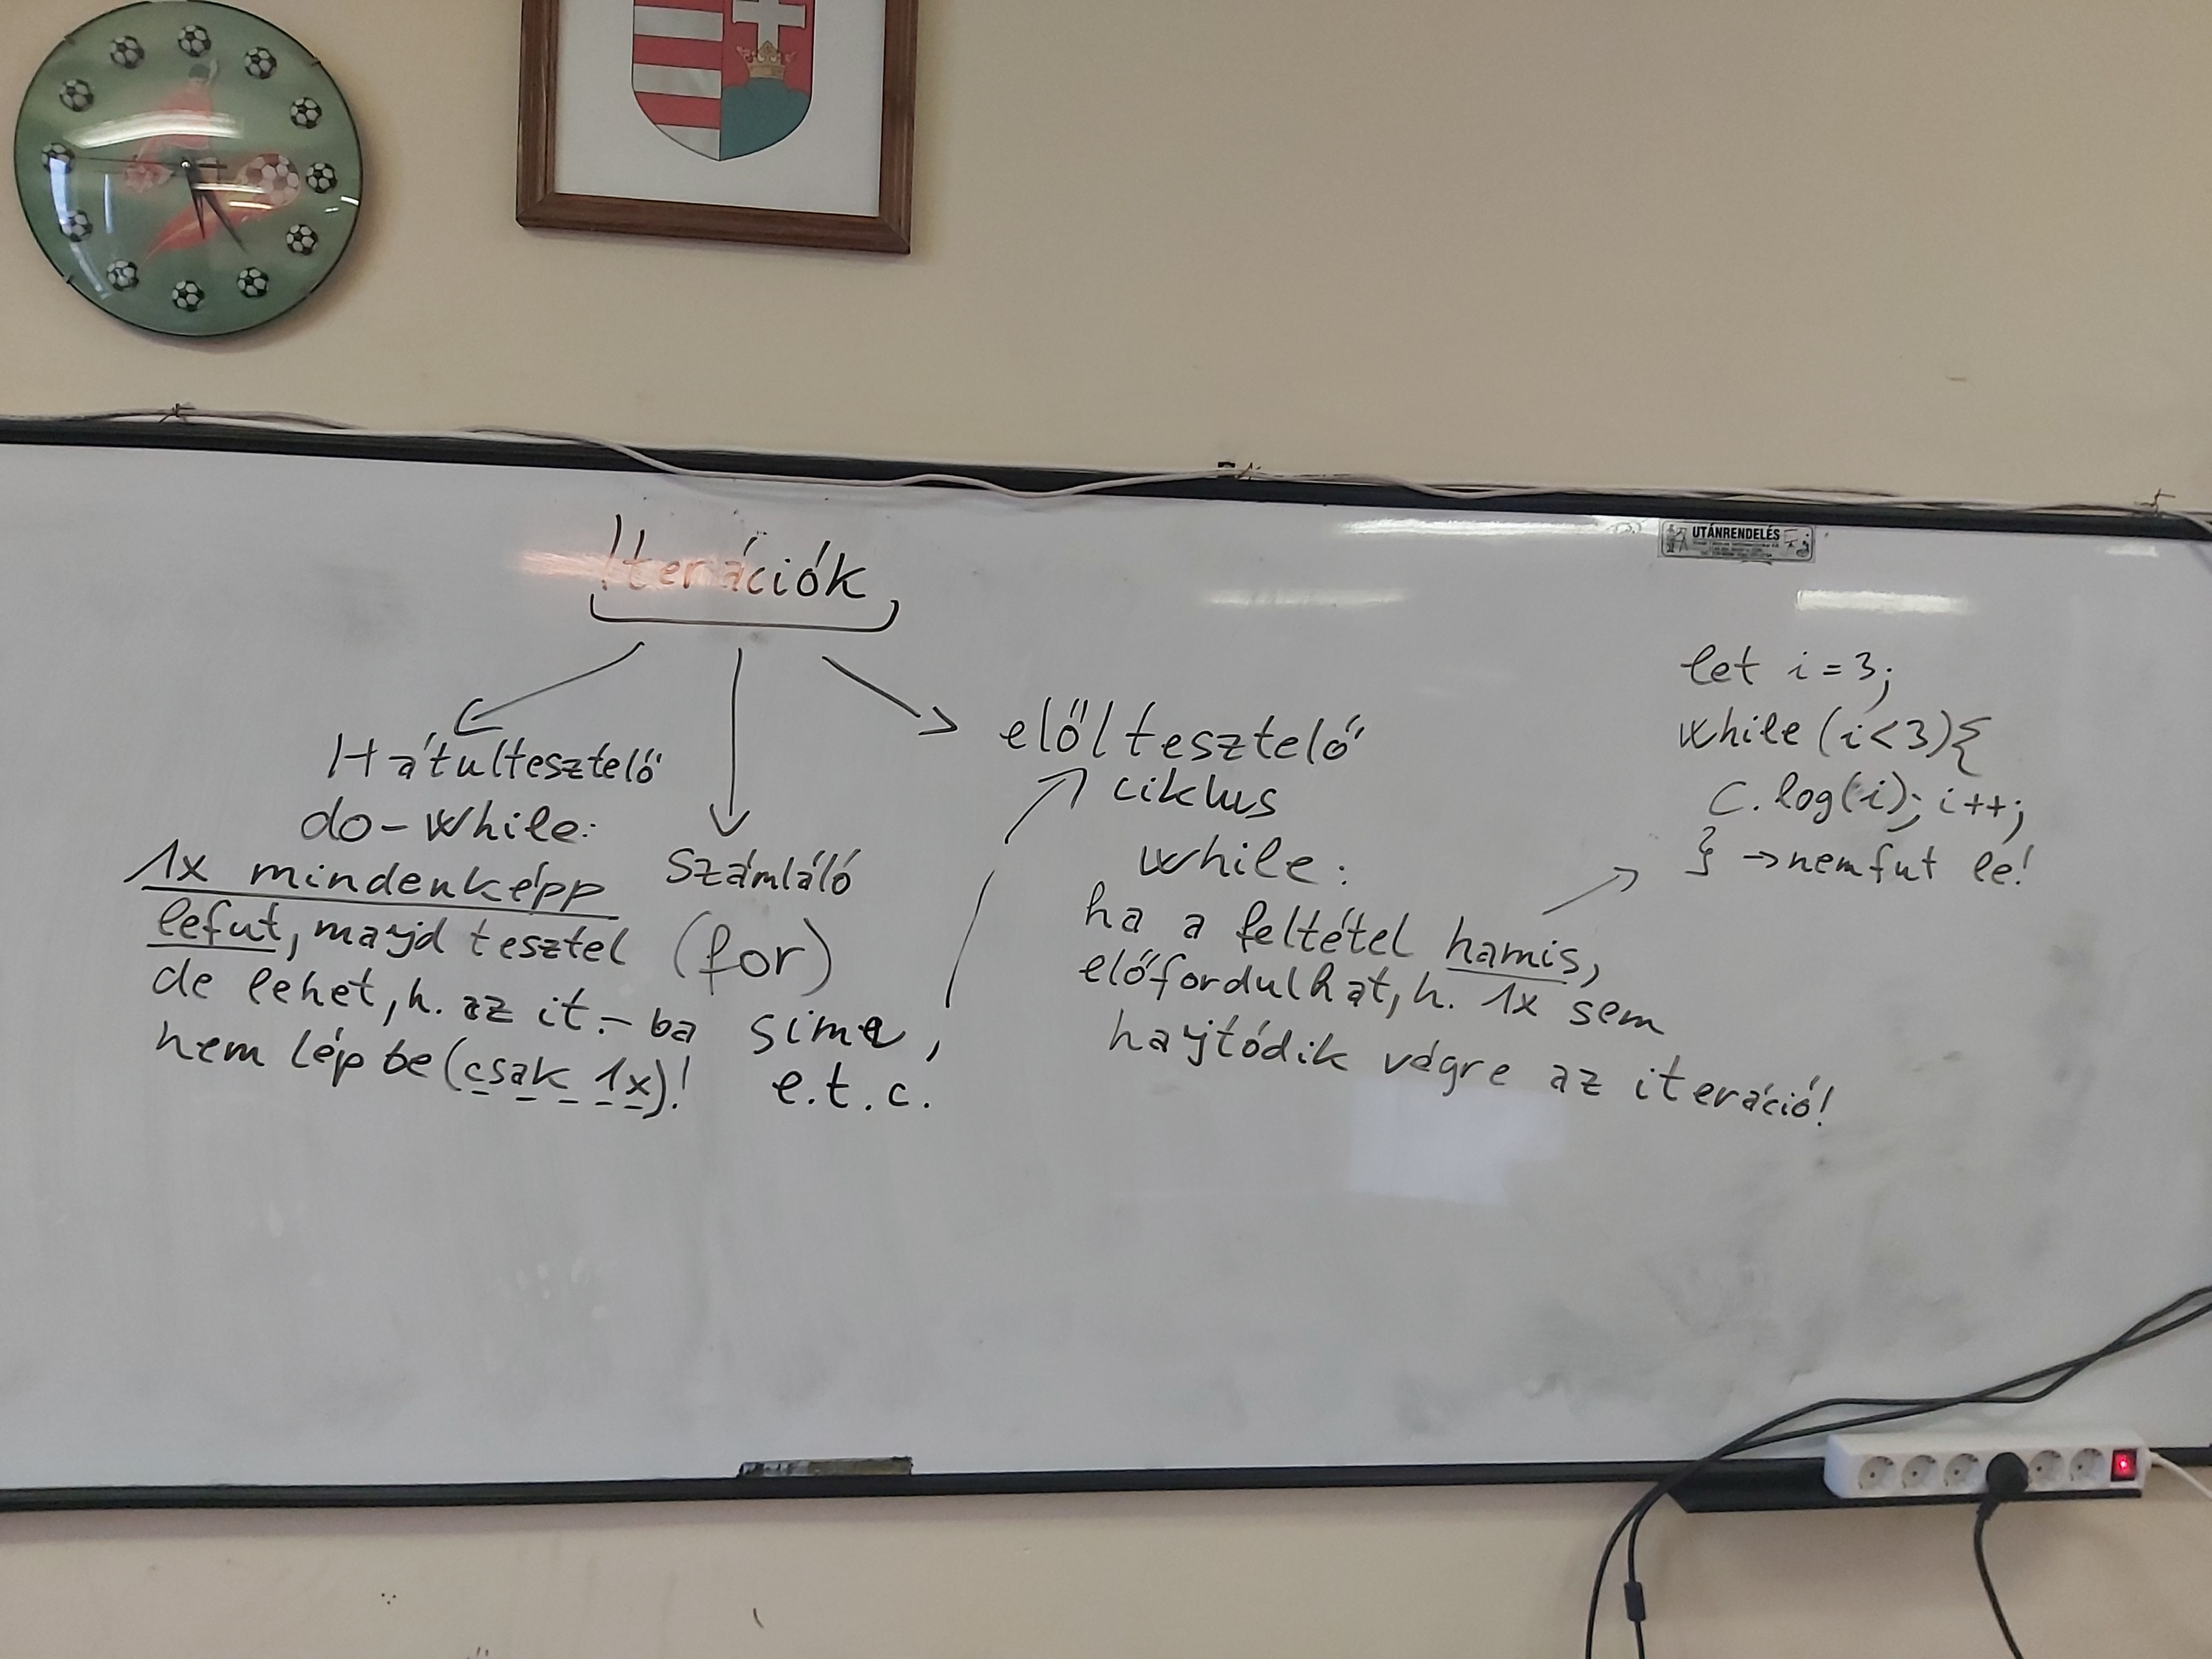 Iterációk
Hátultesztelő
do-while:
1x mindenképp
lefut, majd tesztel
de lehet, h. az it.-ba
nem lép be (csak 1x)!
Számláló
(for)
sima,
e.t.c.
elöltesztelő
ciklus
while:
ha a feltétel hamis,
előfordulhat, h. 1x sem
hajtódik végre az iteráció!
UTÁNRENDELÉS
let i=3;
while (i<3){
C.log(i); i++;
} → nem fut le!